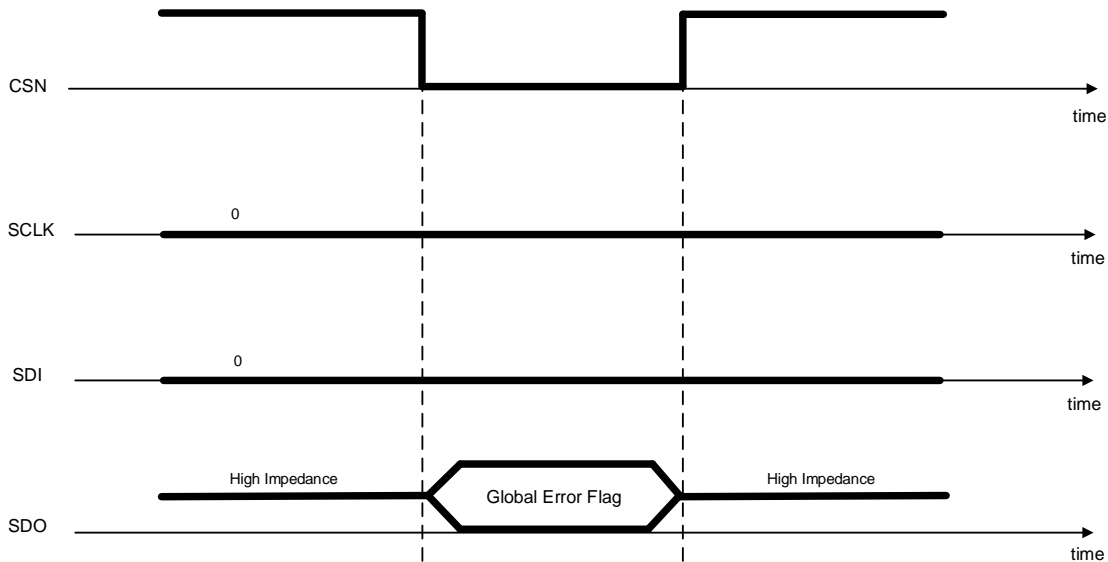 CSN
time
0
SCLK
time
0
SDI
time
High Impedance
Global Error Flag
High Impedance
SDO
time